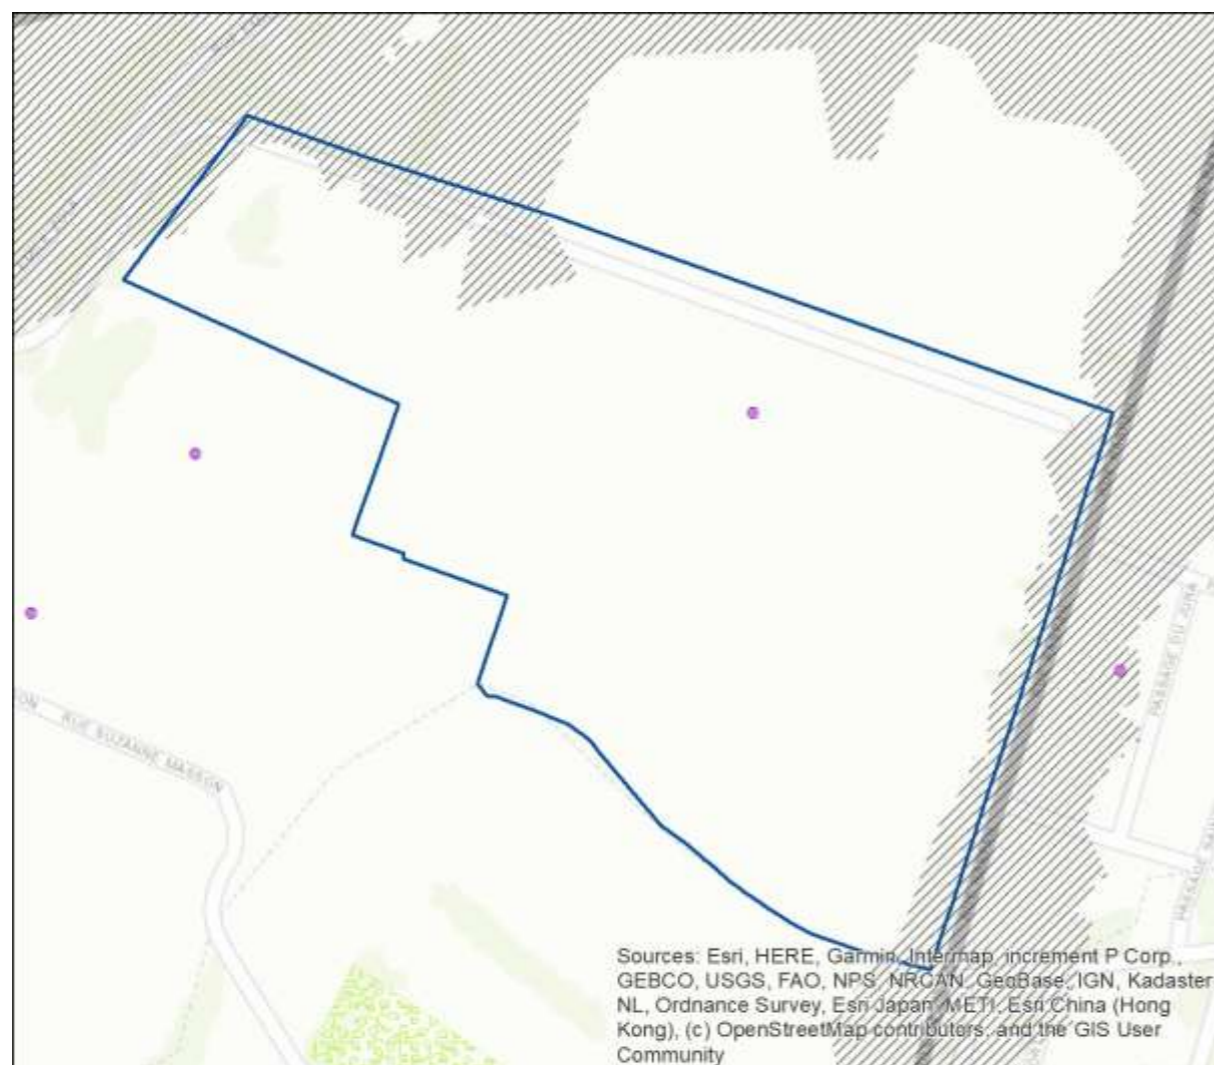 RUE SUZANNE MASSON
PASSAGE DU JURA
Sources: Esri, HERE, Garmin, Intermap, increment P Corp.,
GEBCO, USGS, FAO, NPS, NRCAN, GeoBase, IGN, Kadaster
NL, Ordnance Survey, Esri Japan, METI, Esri China (Hong
Kong), (c) OpenStreetMap contributors, and the GIS User
Community